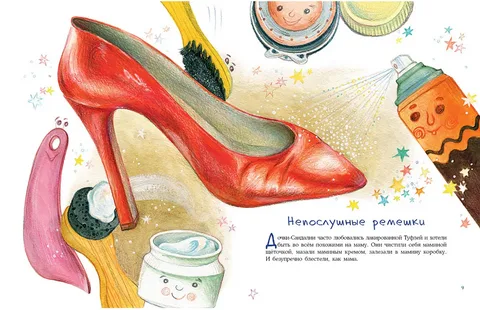 Непослушные ремешки
Дочки-Сандалии часто любовались лакированной Туфлей и хотели
быть во всём похожими на маму. Они чистили себя маминой
щёточкой, мазали маминым кремом, залезали в мамину коробку.
И безупречно блестели, как мама.
9